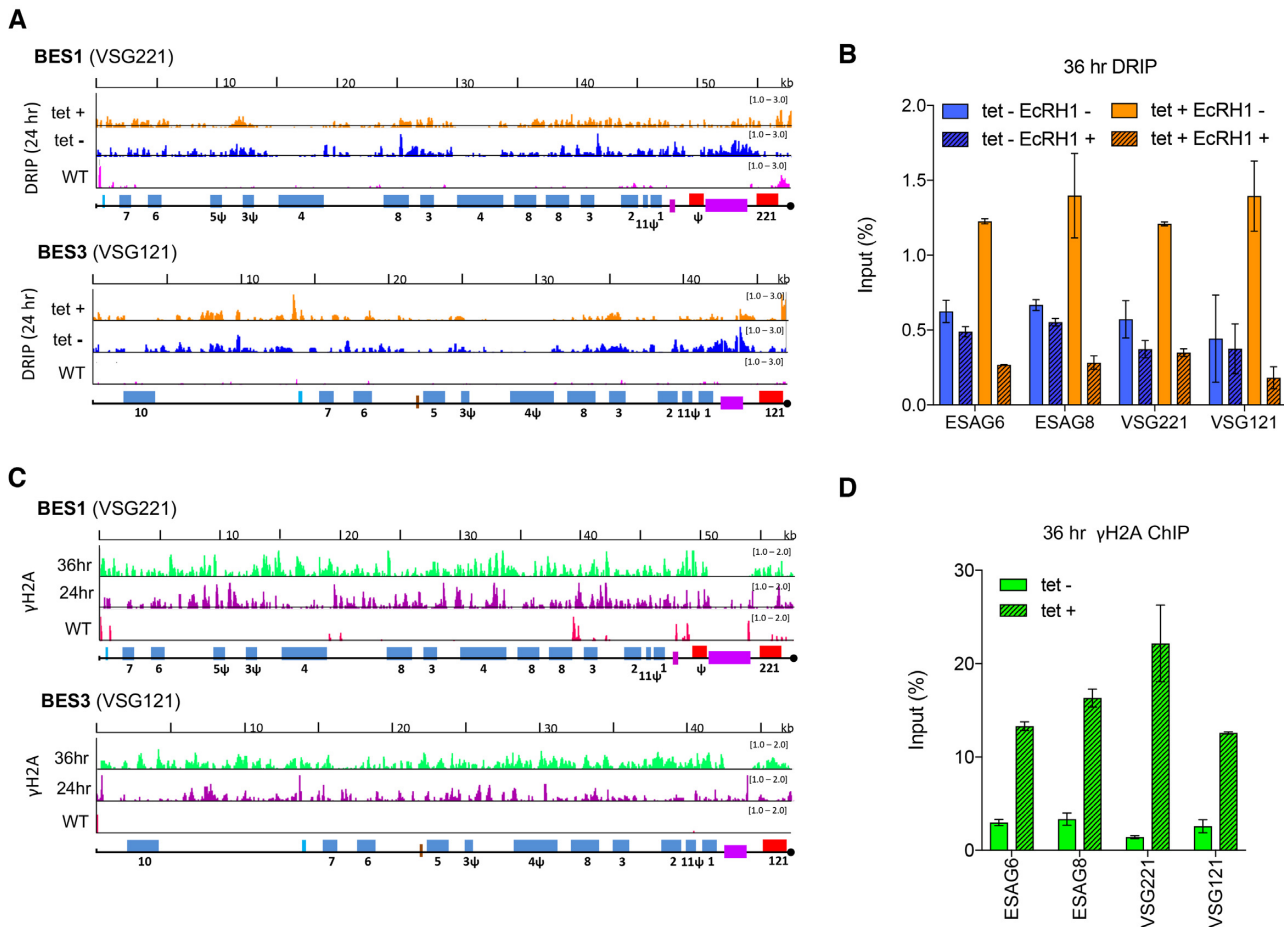 A
BES1 (VSG221)
10 20 30 40 50 kb
DRIP (24 hr)
tet + [1.0 – 3.0]
tet - [1.0 – 3.0]
WT [1.0 – 3.0]
7 6 5ψ 3ψ 4 8 3 4 8 8 3 2 11ψ 1 ψ 221
BES3 (VSG121)
10 20 30 40 kb
DRIP (24 hr)
tet + [1.0 – 3.0]
tet - [1.0 – 3.0]
WT [1.0 – 3.0]
10 7 6 5 3ψ 4ψ 8 3 2 11ψ 1 121
B
36 hr DRIP
tet - EcRH1 - tet + EcRH1 -
tet - EcRH1 + tet + EcRH1 +
Input (%)
2.0
1.5
1.0
0.5
0.0
ESAG6 ESAG8 VSG221 VSG121
C
BES1 (VSG221)
10 20 30 40 50 kb
γH2A
36hr [1.0 – 2.0]
24hr [1.0 – 2.0]
WT [1.0 – 2.0]
7 6 5ψ 3ψ 4 8 3 4 8 8 3 2 11ψ 1 ψ 221
BES3 (VSG121)
10 20 30 40 kb
γH2A
36hr [1.0 – 2.0]
24hr [1.0 – 2.0]
WT [1.0 – 2.0]
10 7 6 5 3ψ 4ψ 8 3 2 11ψ 1 121
D
36 hr γH2A ChIP
tet -
tet +
Input (%)
30
20
10
0
ESAG6 ESAG8 VSG221 VSG121